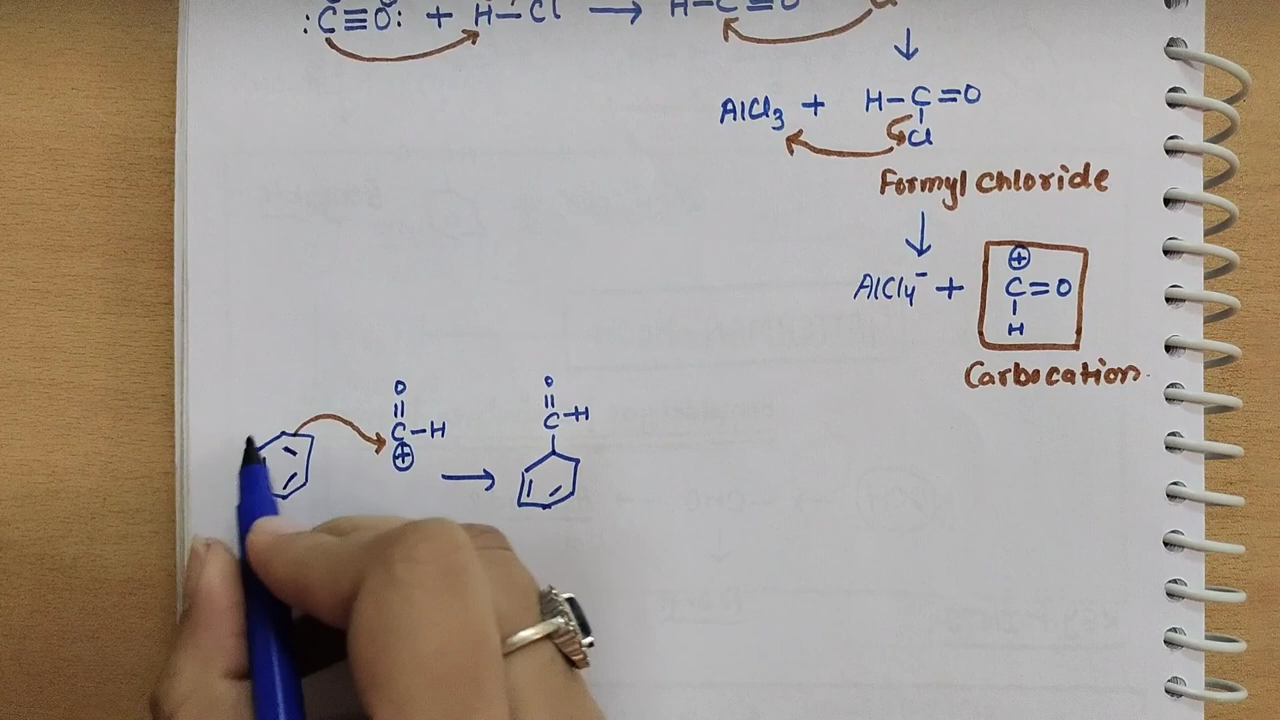 :C≡O: + H–Cl → H–C≡O
↓
AlCl3 + H–C=O
Cl
Formyl chloride
↓
AlCl4⁻ + ⊕
C=O
H
Carbocation.
O
C–H
⊕
→
O
C–H